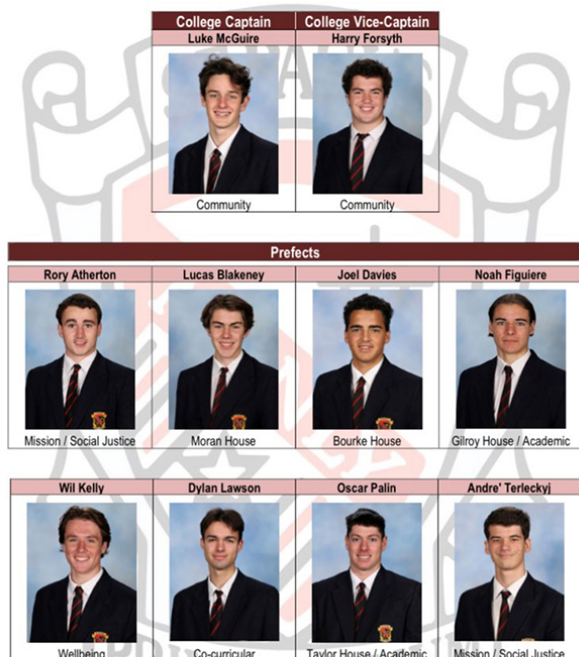 College Captain College Vice-Captain
Luke McGuire Harry Forsyth
Community Community
Prefects
Rory Atherton Lucas Blakeney Joel Davies Noah Figuiere
Mission / Social Justice Moran House Bourke House Gilroy House / Academic
Wil Kelly Dylan Lawson Oscar Palin Andre' Terleckyj
Wellbeing Co-curricular Taylor House / Academic Mission / Social Justice